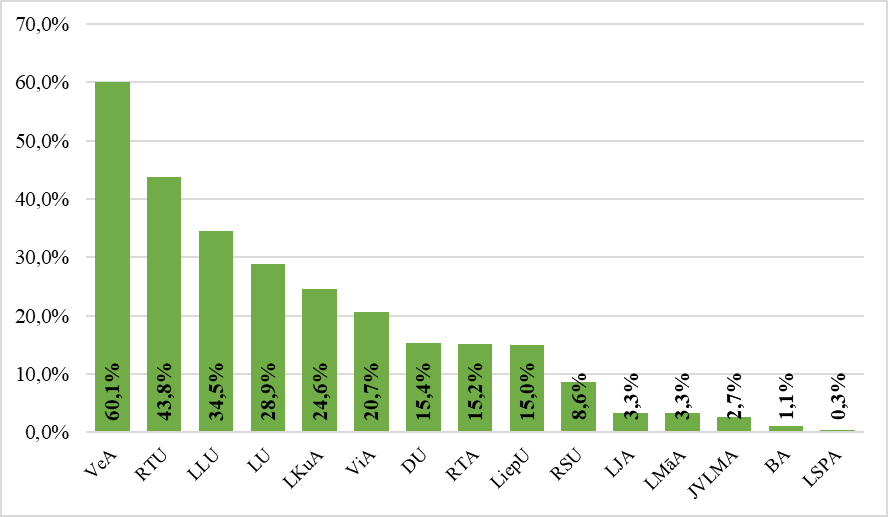 70,0%
60,0%
50,0%
40,0%
30,0%
20,0%
10,0%
0,0%
60,1%
43,8%
34,5%
28,9%
24,6%
20,7%
15,4%
15,2%
15,0%
8,6%
3,3%
3,3%
2,7%
1,1%
0,3%
VeA
RTU
LLU
LU
LKuA
ViA
DU
RTA
LiepU
RSU
LJA
LMāA
JVLMA
BA
LSPA